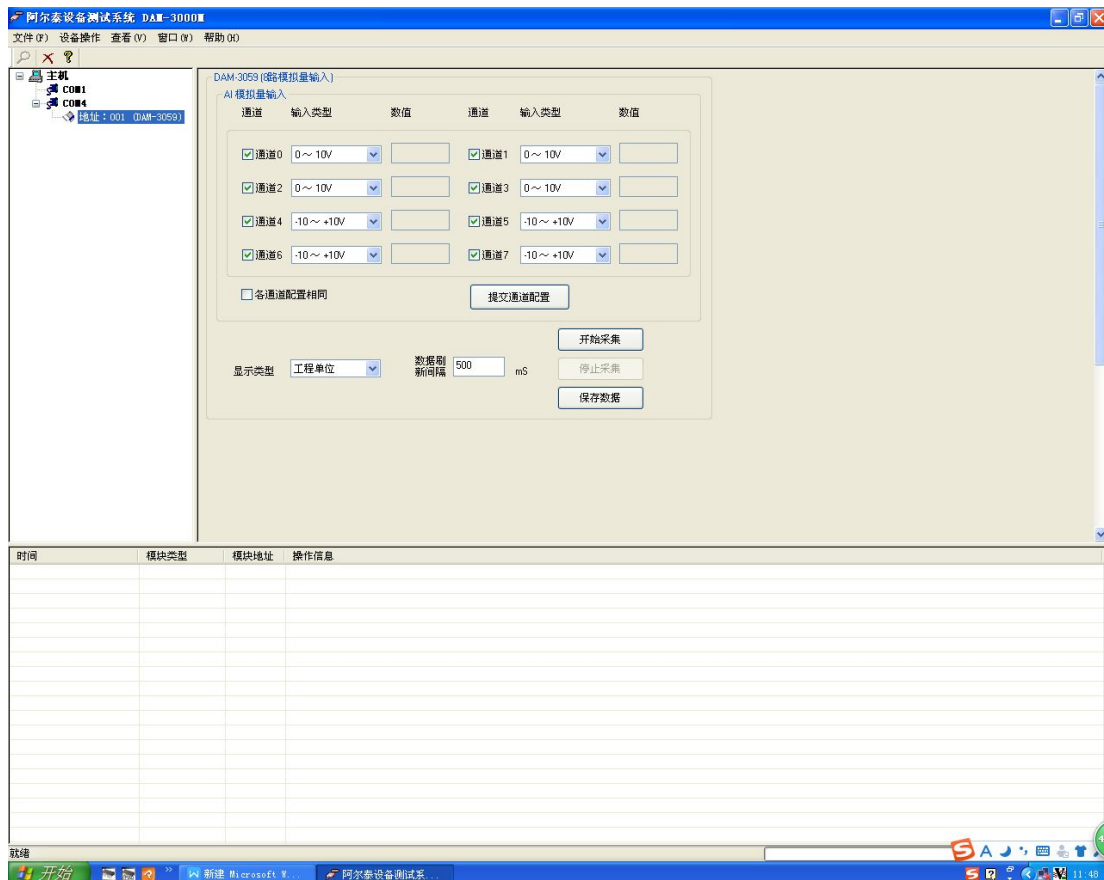 阿尔泰设备测试系统 DAM-3000M
文件(F) 设备操作 查看(V) 窗口(W) 帮助(H)
主机
COM1
COM4
地址：001 (DAM-3059)
DAM-3059 (8路模拟量输入)
AI 模拟量输入
通道 输入类型 数值 通道 输入类型 数值
通道0 0～10V 通道1 0～10V
通道2 0～10V 通道3 0～10V
通道4 -10～+10V 通道5 -10～+10V
通道6 -10～+10V 通道7 -10～+10V
各通道配置相同 提交通道配置
开始采集
显示类型 工程单位 数据刷新间隔 500 mS 停止采集
保存数据
时间 模块类型 模块地址 操作信息
就绪
开始 新建 Microsoft W... 阿尔泰设备测试系... 11:48